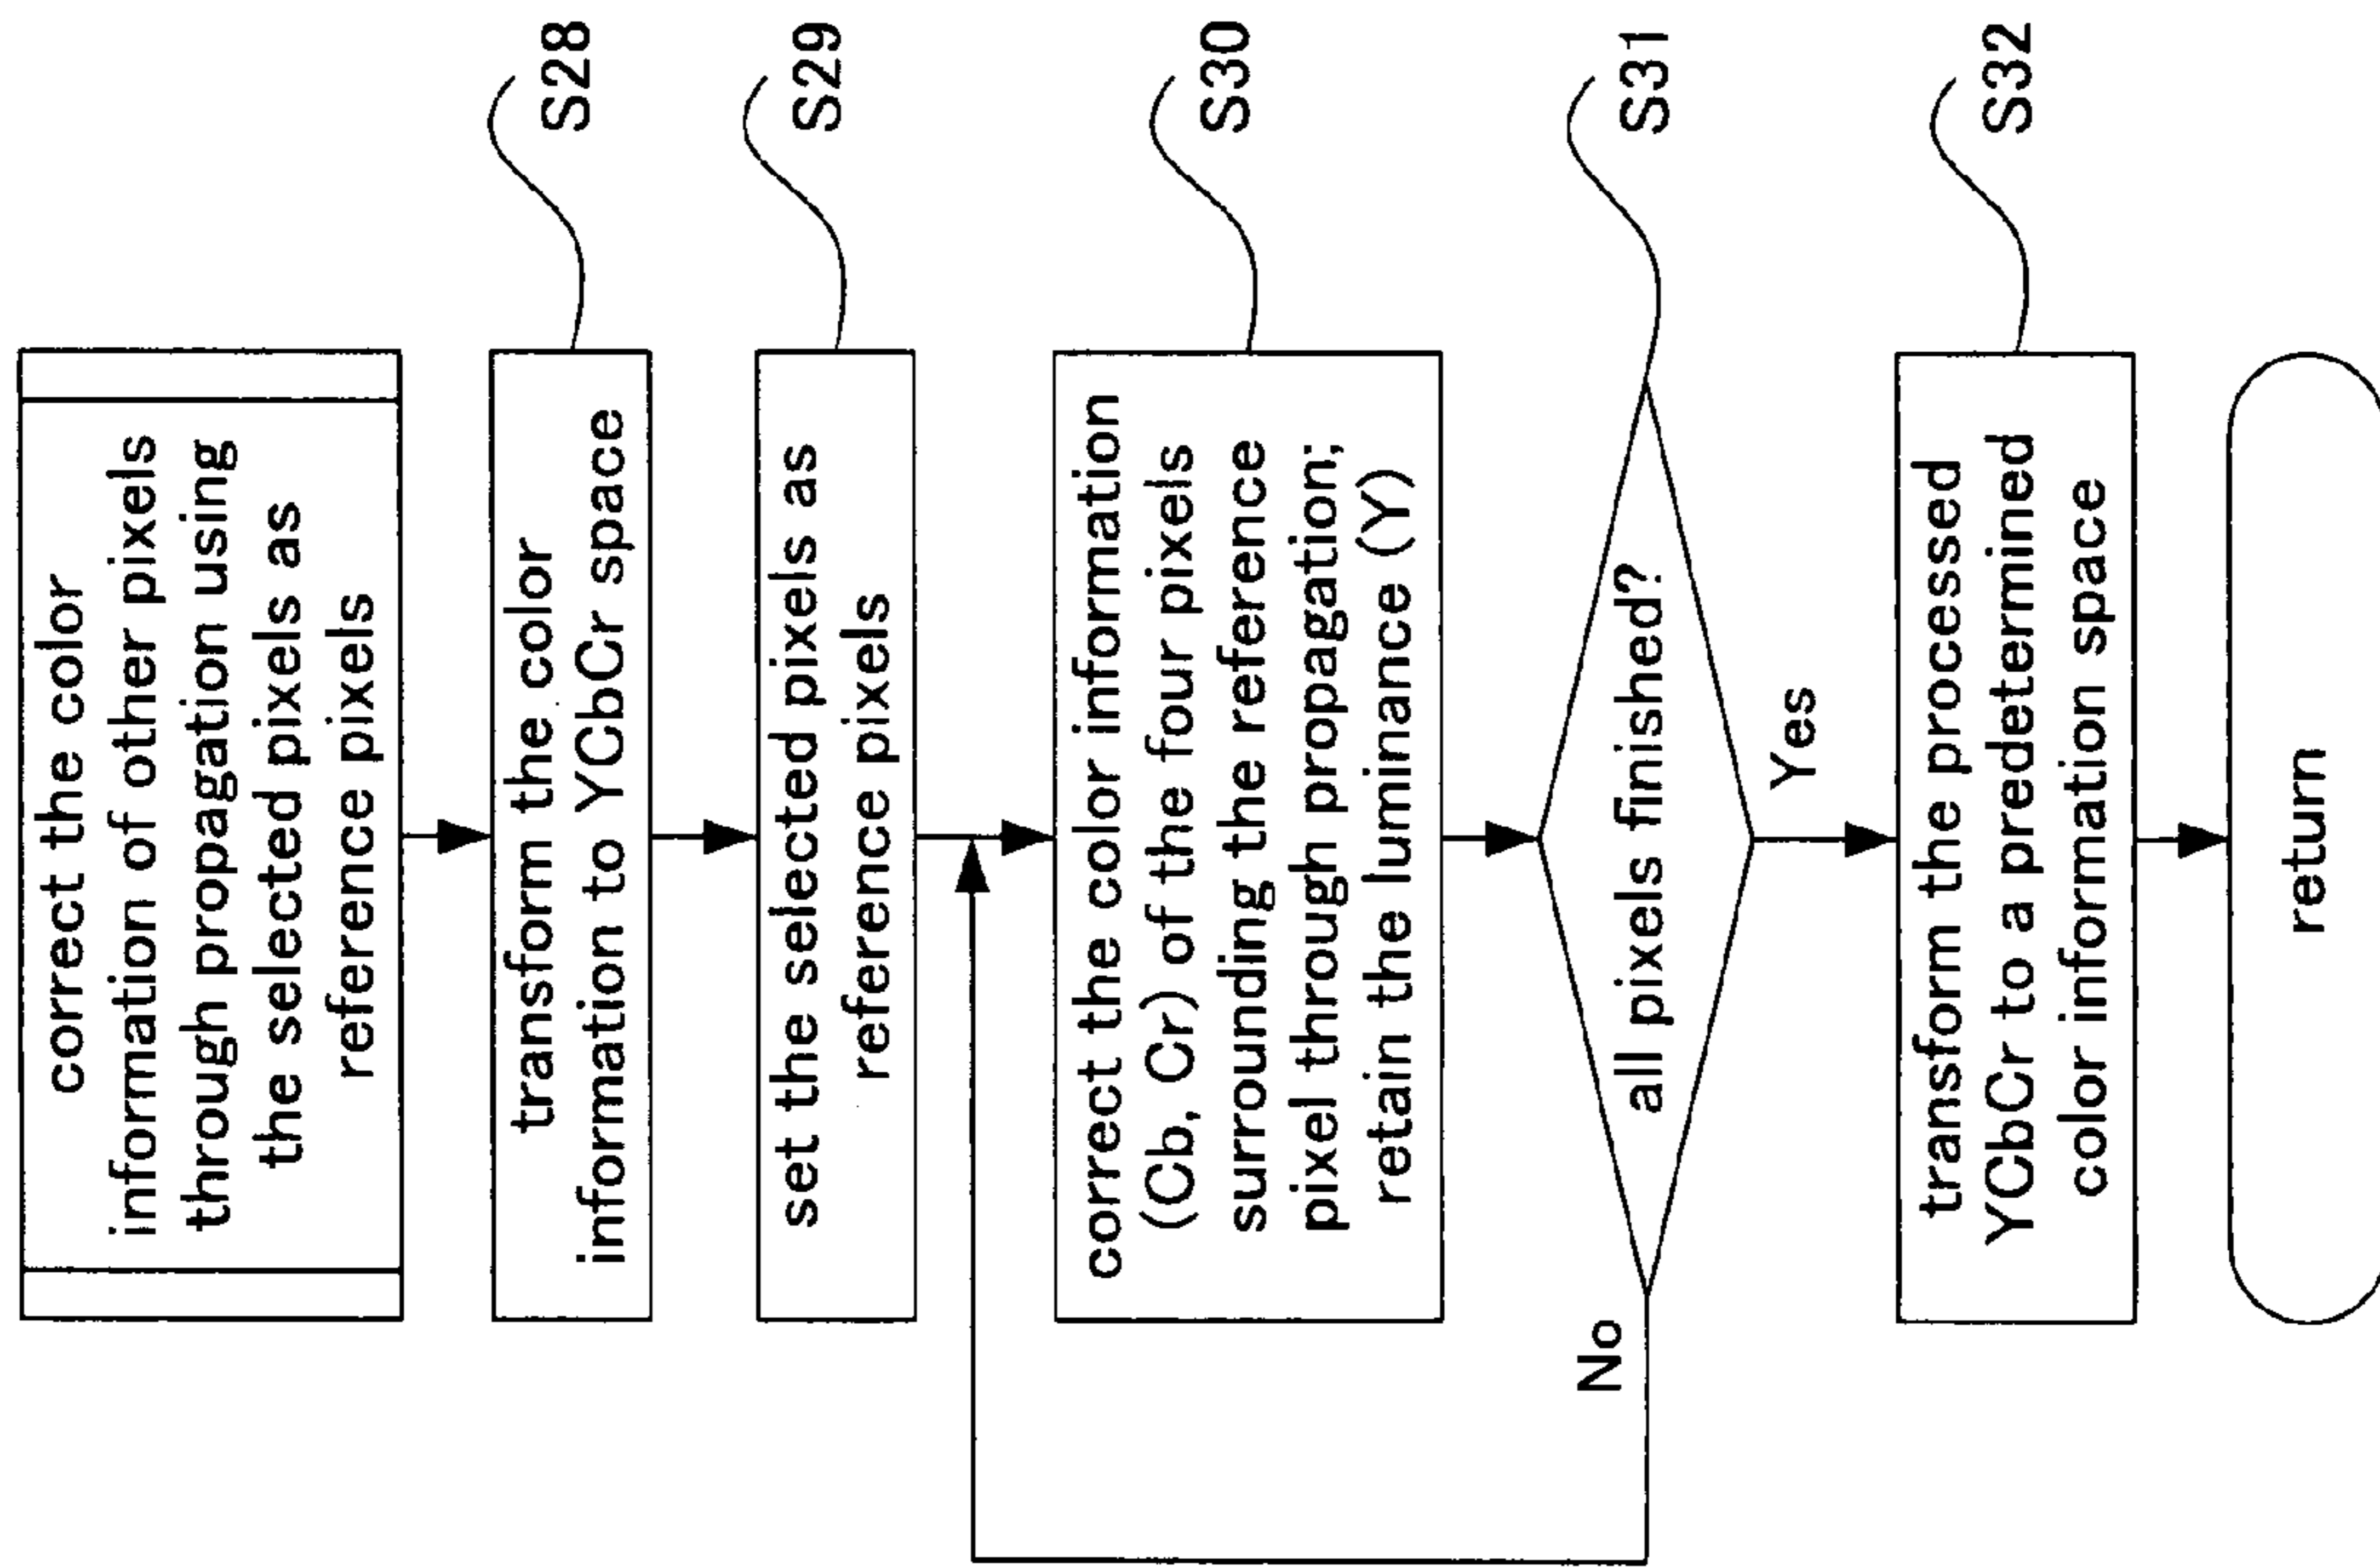 correct the color
information of other pixels
through propagation using
the selected pixels as
reference pixels
transform the color
information to YCbCr space
S28
set the selected pixels as
reference pixels
S29
correct the color information
(Cb, Cr) of the four pixels
surrounding the reference
pixel through propagation;
retain the luminance (Y)
S30
all pixels finished?
S31
No
Yes
transform the processed
YCbCr to a predetermined
color information space
S32
return